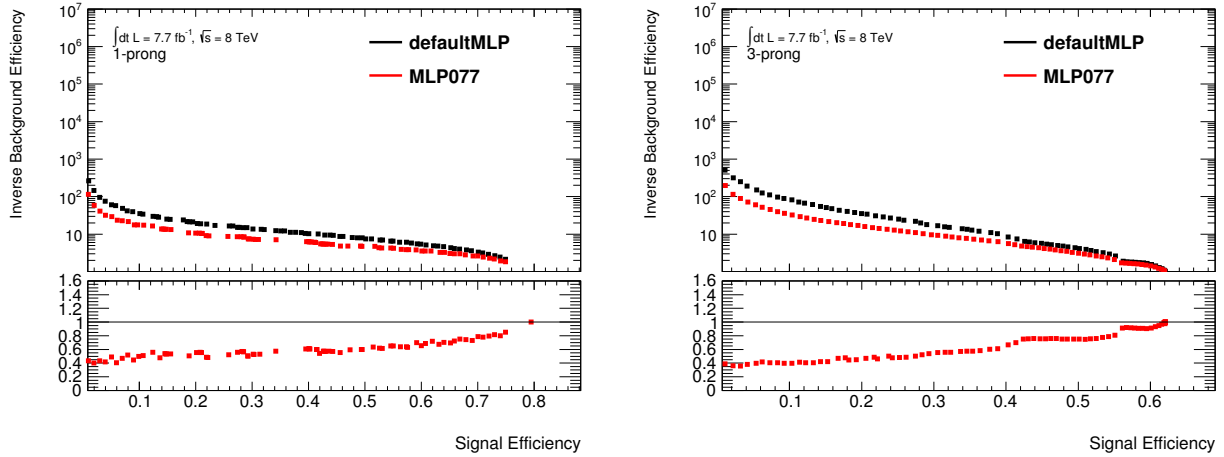 Inverse Background Efficiency
10⁷
10⁶
10⁵
10⁴
10³
10²
10
∫dt L = 7.7 fb⁻¹, √s = 8 TeV
1-prong
defaultMLP
MLP077
1.6
1.4
1.2
1
0.8
0.6
0.4
0.2
0
0.1 0.2 0.3 0.4 0.5 0.6 0.7 0.8
Signal Efficiency
Inverse Background Efficiency
10⁷
10⁶
10⁵
10⁴
10³
10²
10
∫dt L = 7.7 fb⁻¹, √s = 8 TeV
3-prong
defaultMLP
MLP077
1.6
1.4
1.2
1
0.8
0.6
0.4
0.2
0
0.1 0.2 0.3 0.4 0.5 0.6
Signal Efficiency